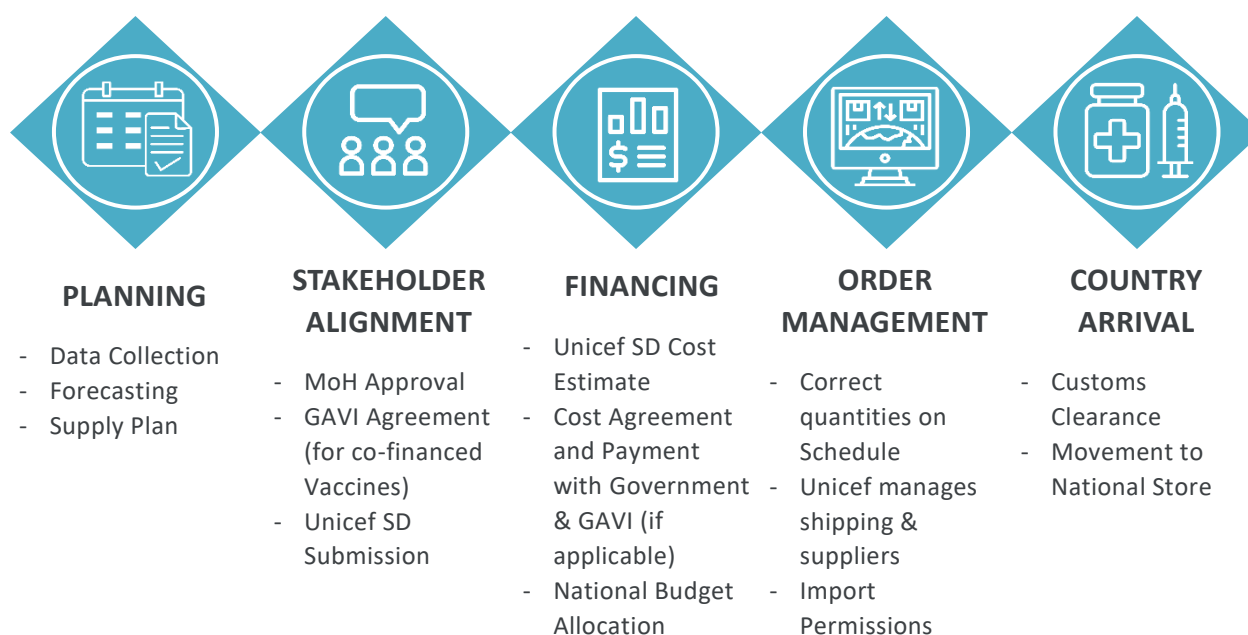 PLANNING
- Data Collection
- Forecasting
- Supply Plan
STAKEHOLDER
ALIGNMENT
- MoH Approval
- GAVI Agreement
(for co-financed
Vaccines)
- Unicef SD
Submission
FINANCING
- Unicef SD Cost
Estimate
- Cost Agreement
and Payment
with Government
& GAVI (if
applicable)
- National Budget
Allocation
ORDER
MANAGEMENT
- Correct
quantities on
Schedule
- Unicef manages
shipping &
suppliers
- Import
Permissions
COUNTRY
ARRIVAL
- Customs
Clearance
- Movement to
National Store